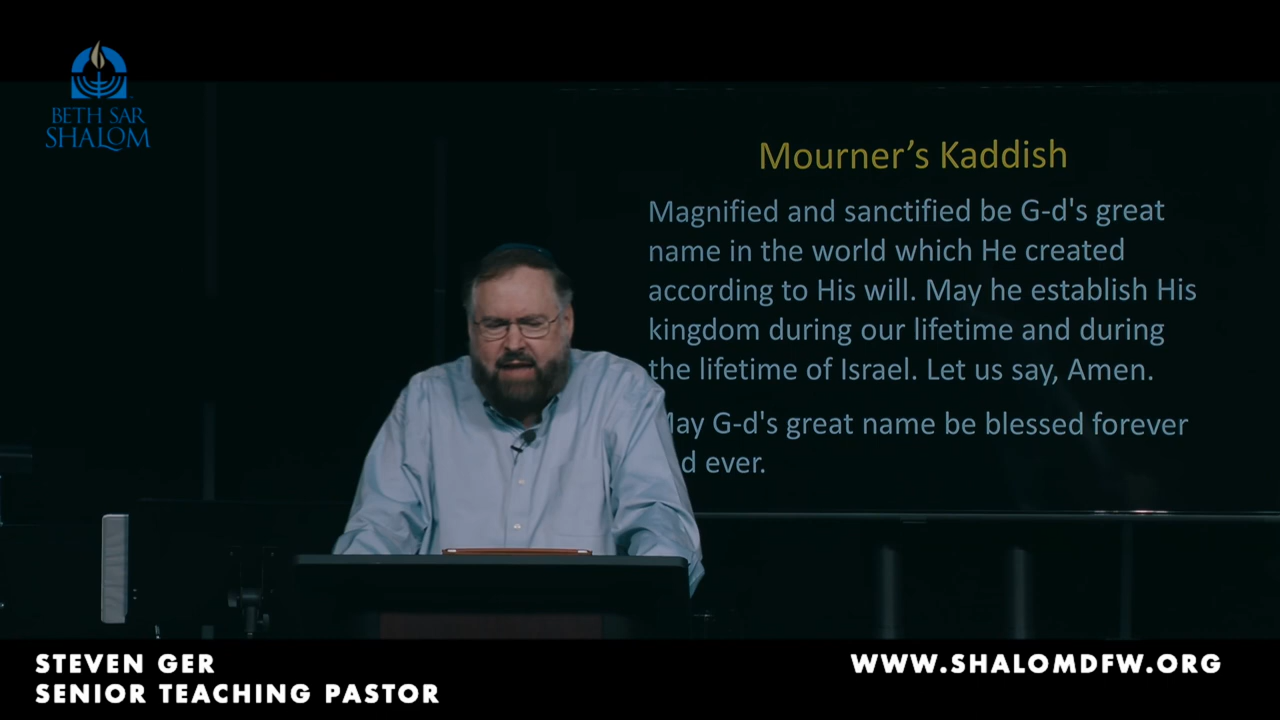 BETH SAR
SHALOM
Mourner's Kaddish
Magnified and sanctified be G-d's great
name in the world which He created
according to His will. May he establish His
kingdom during our lifetime and during
the lifetime of Israel. Let us say, Amen.
May G-d's great name be blessed forever
d ever.
STEVEN GER
SENIOR TEACHING PASTOR
WWW.SHALOMDFW.ORG